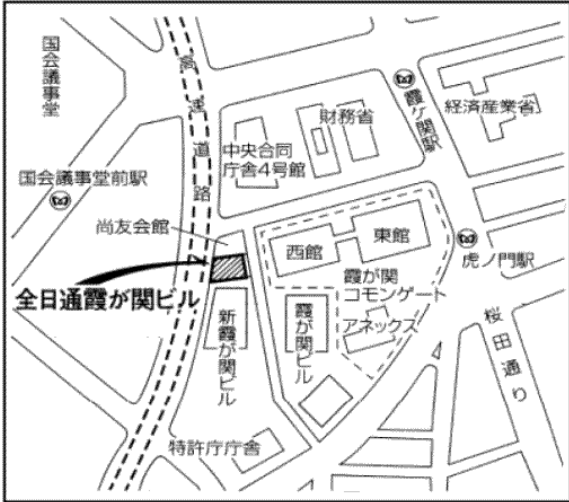 国会議事堂
高速道路
財務省
霞ケ関駅
経済産業省
中央合同
庁舎4号館
国会議事堂前駅
尚友会館
西館
東館
虎ノ門駅
全日通霞が関ビル
霞が関
コモンゲート
アネックス
新霞が関ビル
霞が関ビル
桜田通り
特許庁庁舎